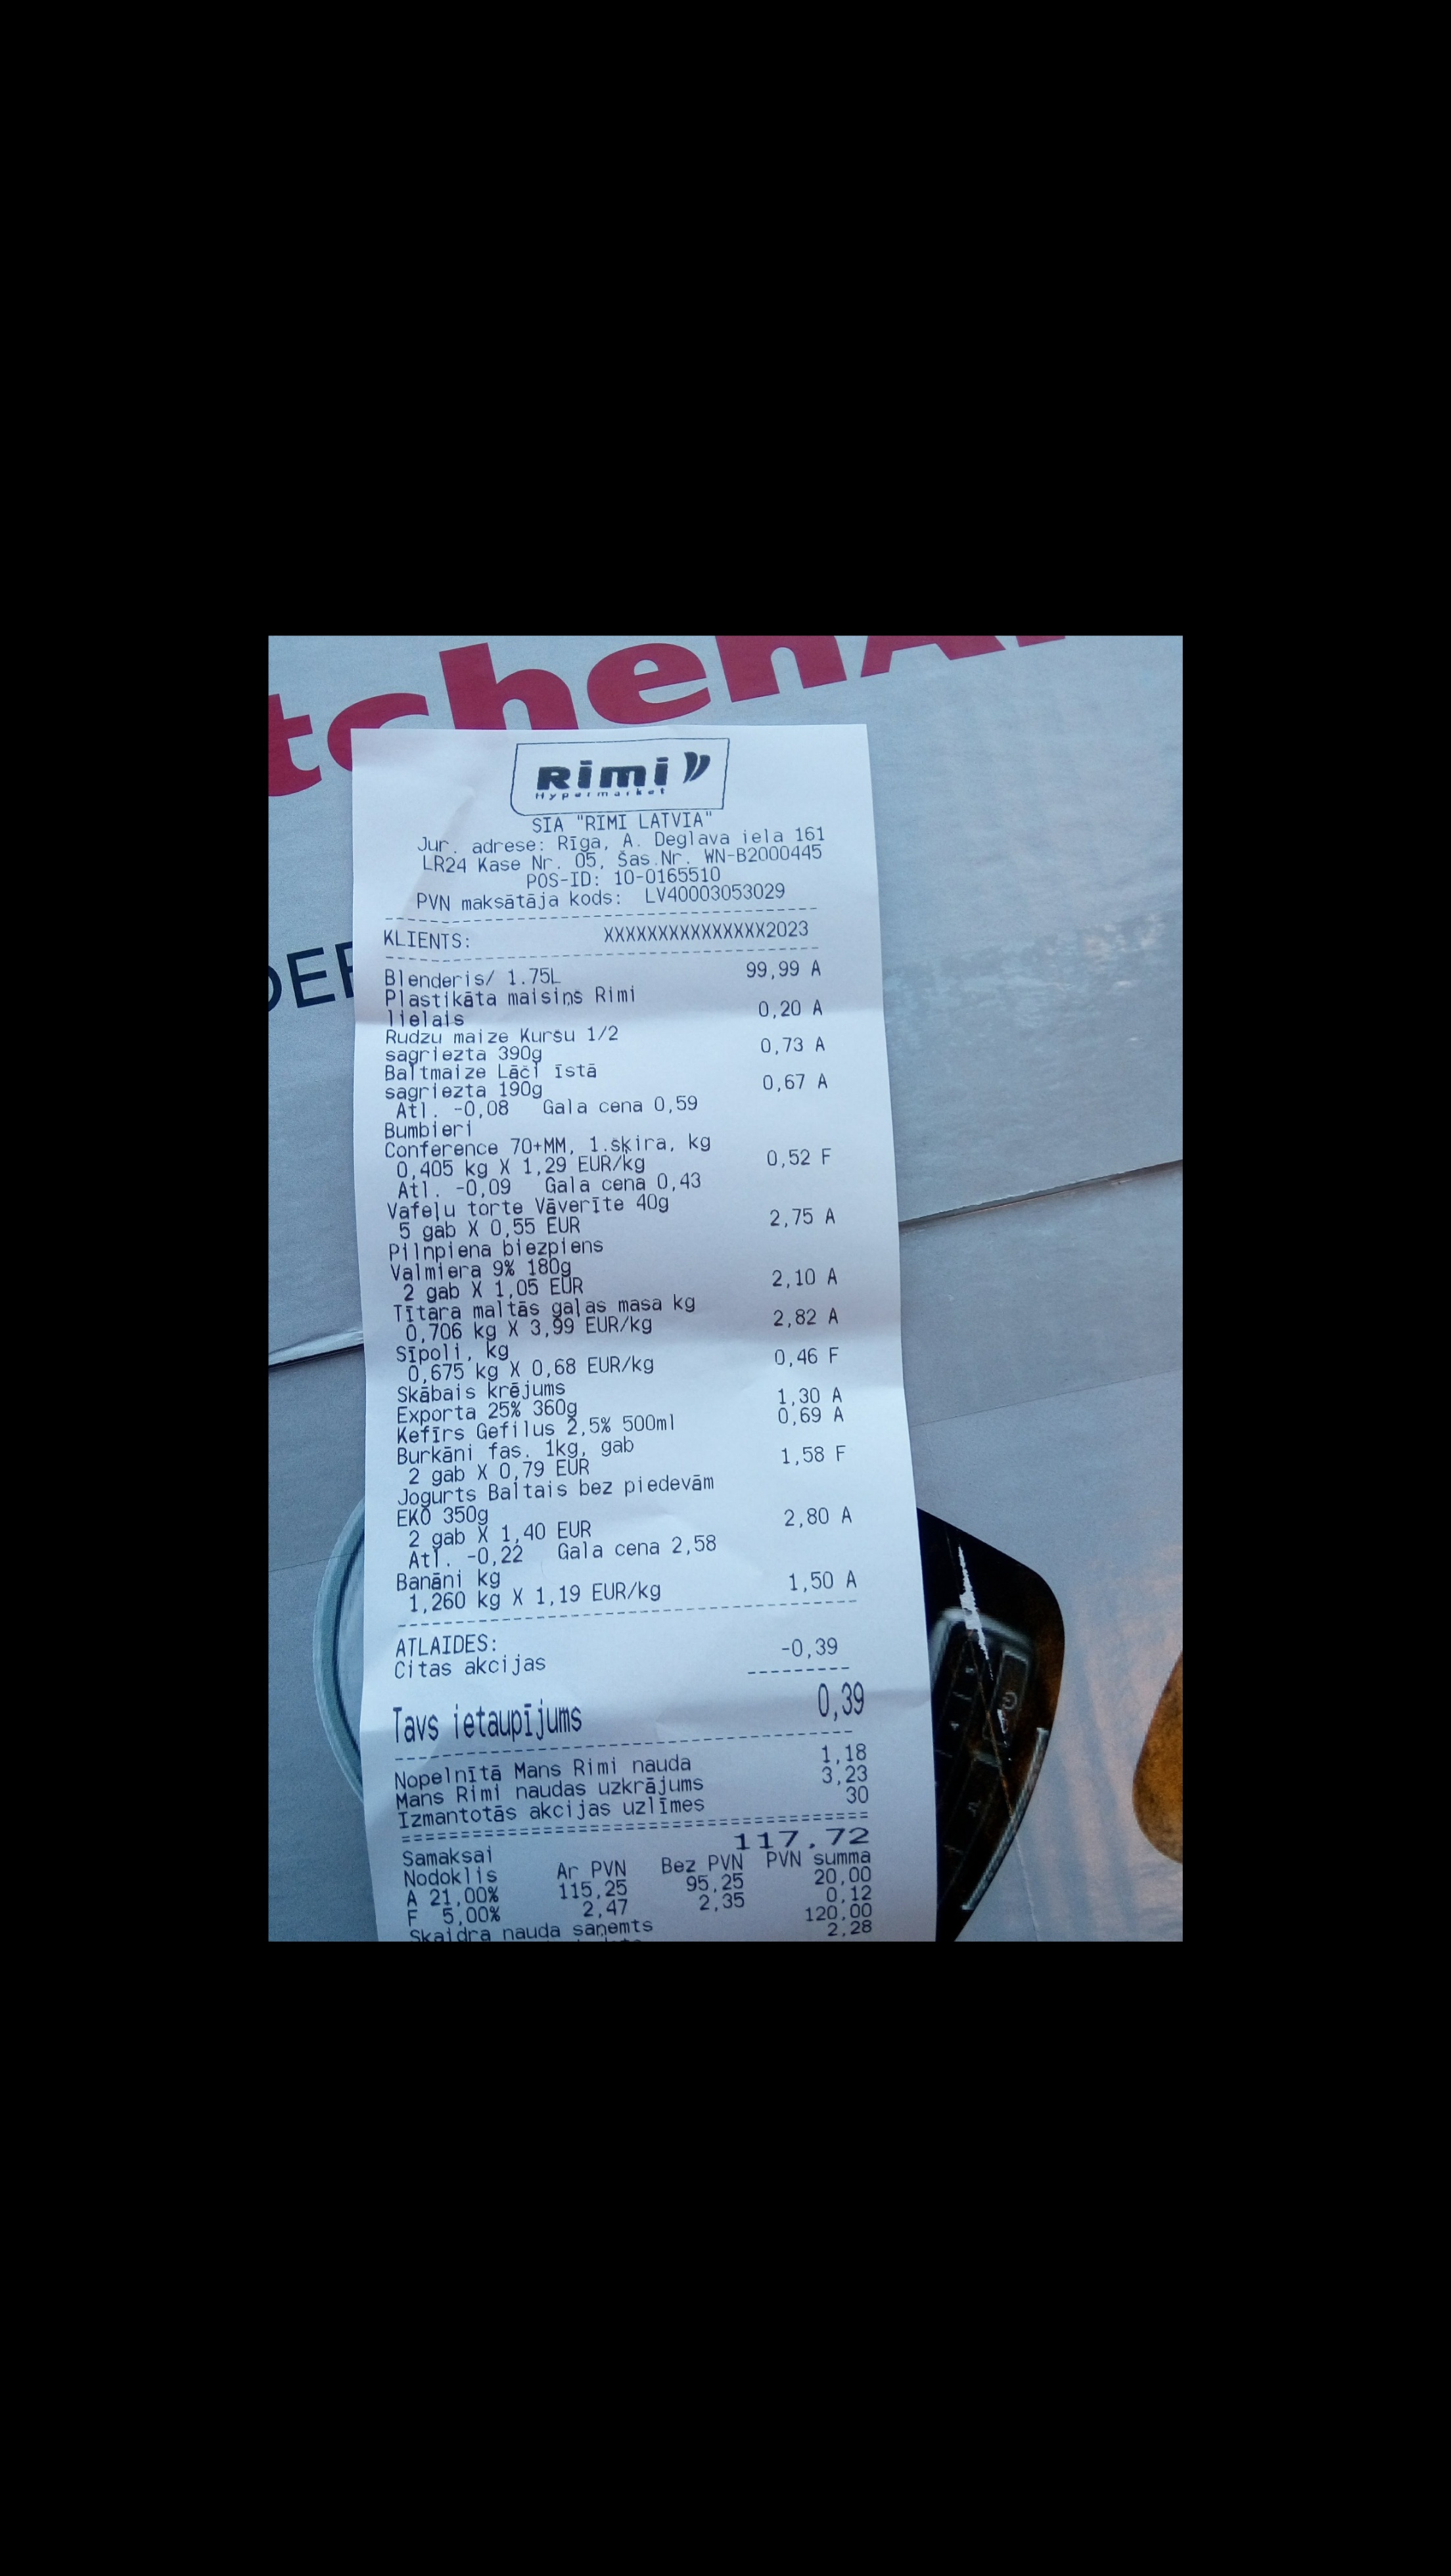 tchenA
DER
Rimi
Hypermarket
SIA "RIMI LATVIA"
Jur. adrese: Rīga, A. Deglava iela 161
LR24 Kase Nr. 05, Šas.Nr. WN-B2000445
POS-ID: 10-0165510
PVN maksātāja kods: LV40003053029
KLIENTS: XXXXXXXXXXXXXXX2023
Blenderis/ 1.75L 99,99 A
Plastikāta maisiņs Rimi
lielais 0,20 A
Rudzu maize Kuršu 1/2
sagriezta 390g 0,73 A
Baltmaize Lāči īstā
sagriezta 190g 0,67 A
Atl. -0,08 Gala cena 0,59
Bumbieri
Conference 70+MM, 1.šķira, kg
0,405 kg X 1,29 EUR/kg 0,52 F
Atl. -0,09 Gala cena 0,43
Vafeļu torte Vāverīte 40g
5 gab X 0,55 EUR 2,75 A
Pilnpiena biezpiens
Valmiera 9% 180g
2 gab X 1,05 EUR 2,10 A
Tītara maltās gaļas masa kg
0,706 kg X 3,99 EUR/kg 2,82 A
Sīpoli, kg
0,675 kg X 0,68 EUR/kg 0,46 F
Skābais krējums
Exporta 25% 360g 1,30 A
Kefīrs Gefilus 2,5% 500ml 0,69 A
Burkāni fas. 1kg, gab
2 gab X 0,79 EUR 1,58 F
Jogurts Baltais bez piedevām
EKO 350g
2 gab X 1,40 EUR 2,80 A
Atl. -0,22 Gala cena 2,58
Banāni kg
1,260 kg X 1,19 EUR/kg 1,50 A
ATLAIDES:
Citas akcijas -0,39
Tavs ietaupījums 0,39
Nopelnītā Mans Rimi nauda 1,18
Mans Rimi naudas uzkrājums 3,23
Izmantotās akcijas uzlīmes 30
Samaksai 117.72
Nodoklis Ar PVN Bez PVN PVN summa
A 21,00% 115,25 95,25 20,00
F 5,00% 2,47 2,35 0,12
Skaidra nauda saņemts 120,00
2,28